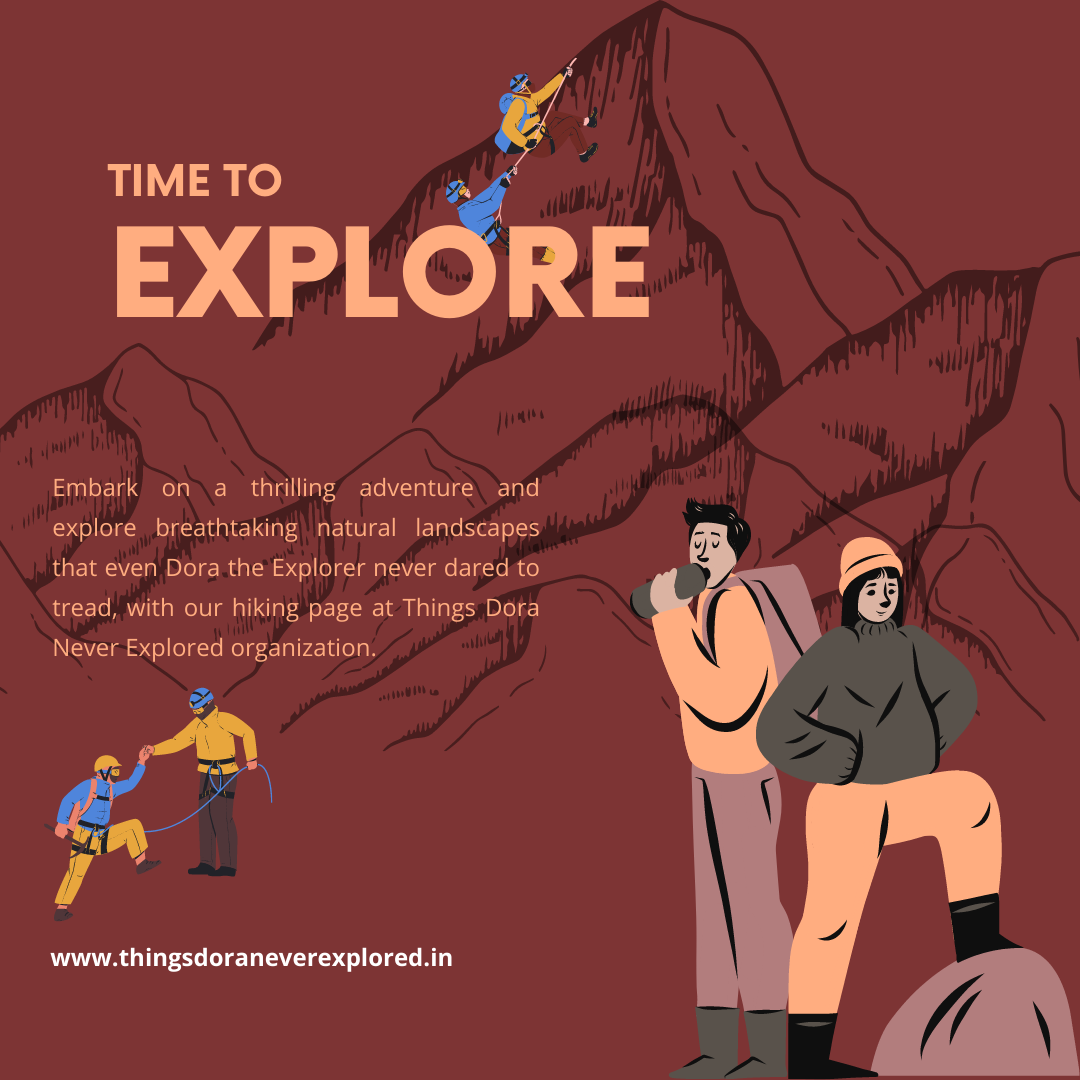 TIME TO
EXPLORE
Embark on a thrilling adventure and
explore breathtaking natural landscapes
that even Dora the Explorer never dared to
tread, with our hiking page at Things Dora
Never Explored organization.
www.thingsdoraneverexplored.in